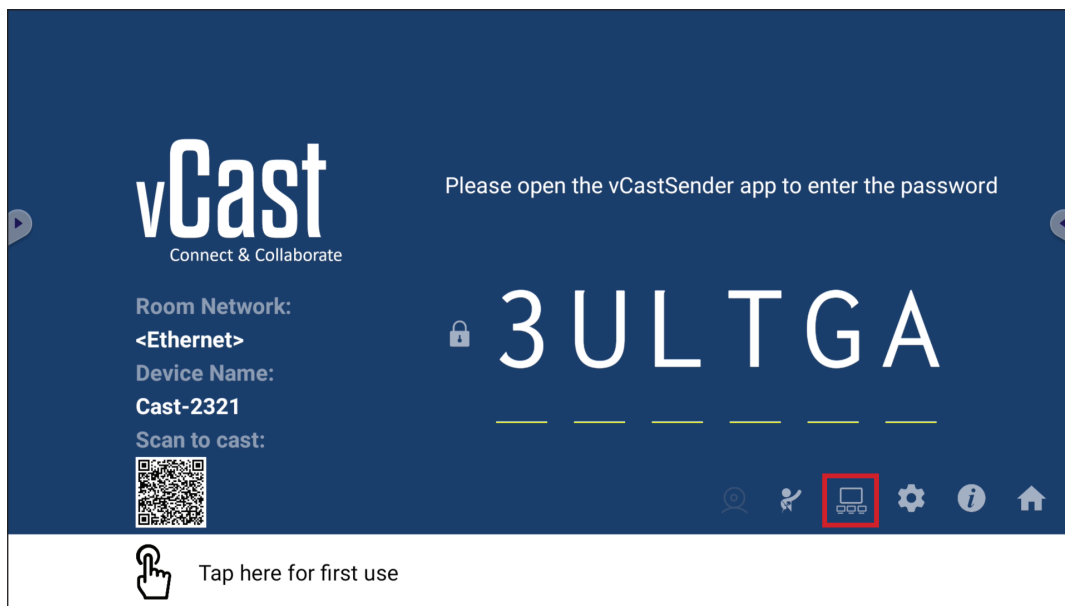 vCast
Connect & Collaborate
Please open the vCastSender app to enter the password
Room Network:
<Ethernet>
Device Name:
Cast-2321
Scan to cast:
3ULTGA
Tap here for first use